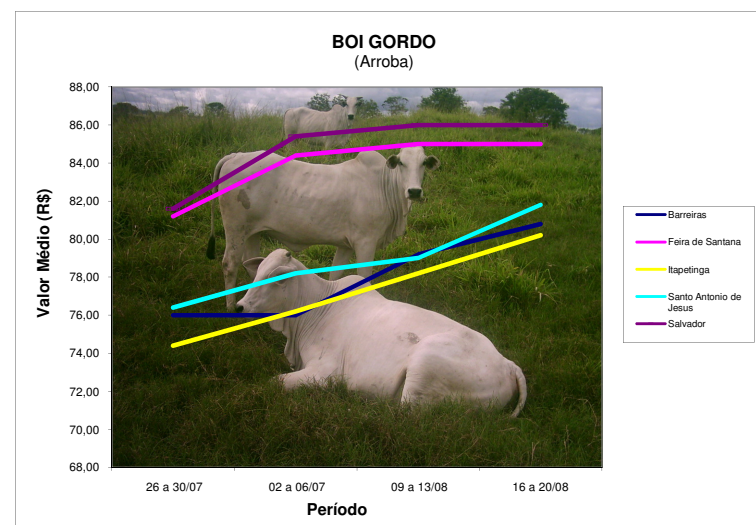 BOI GORDO
(Arroba)
Valor Médio (R$)
88,00
86,00
84,00
82,00
80,00
78,00
76,00
74,00
72,00
70,00
68,00
26 a 30/07
02 a 06/07
09 a 13/08
16 a 20/08
Período
Barreiras
Feira de Santana
Itapetinga
Santo Antonio de
Jesus
Salvador